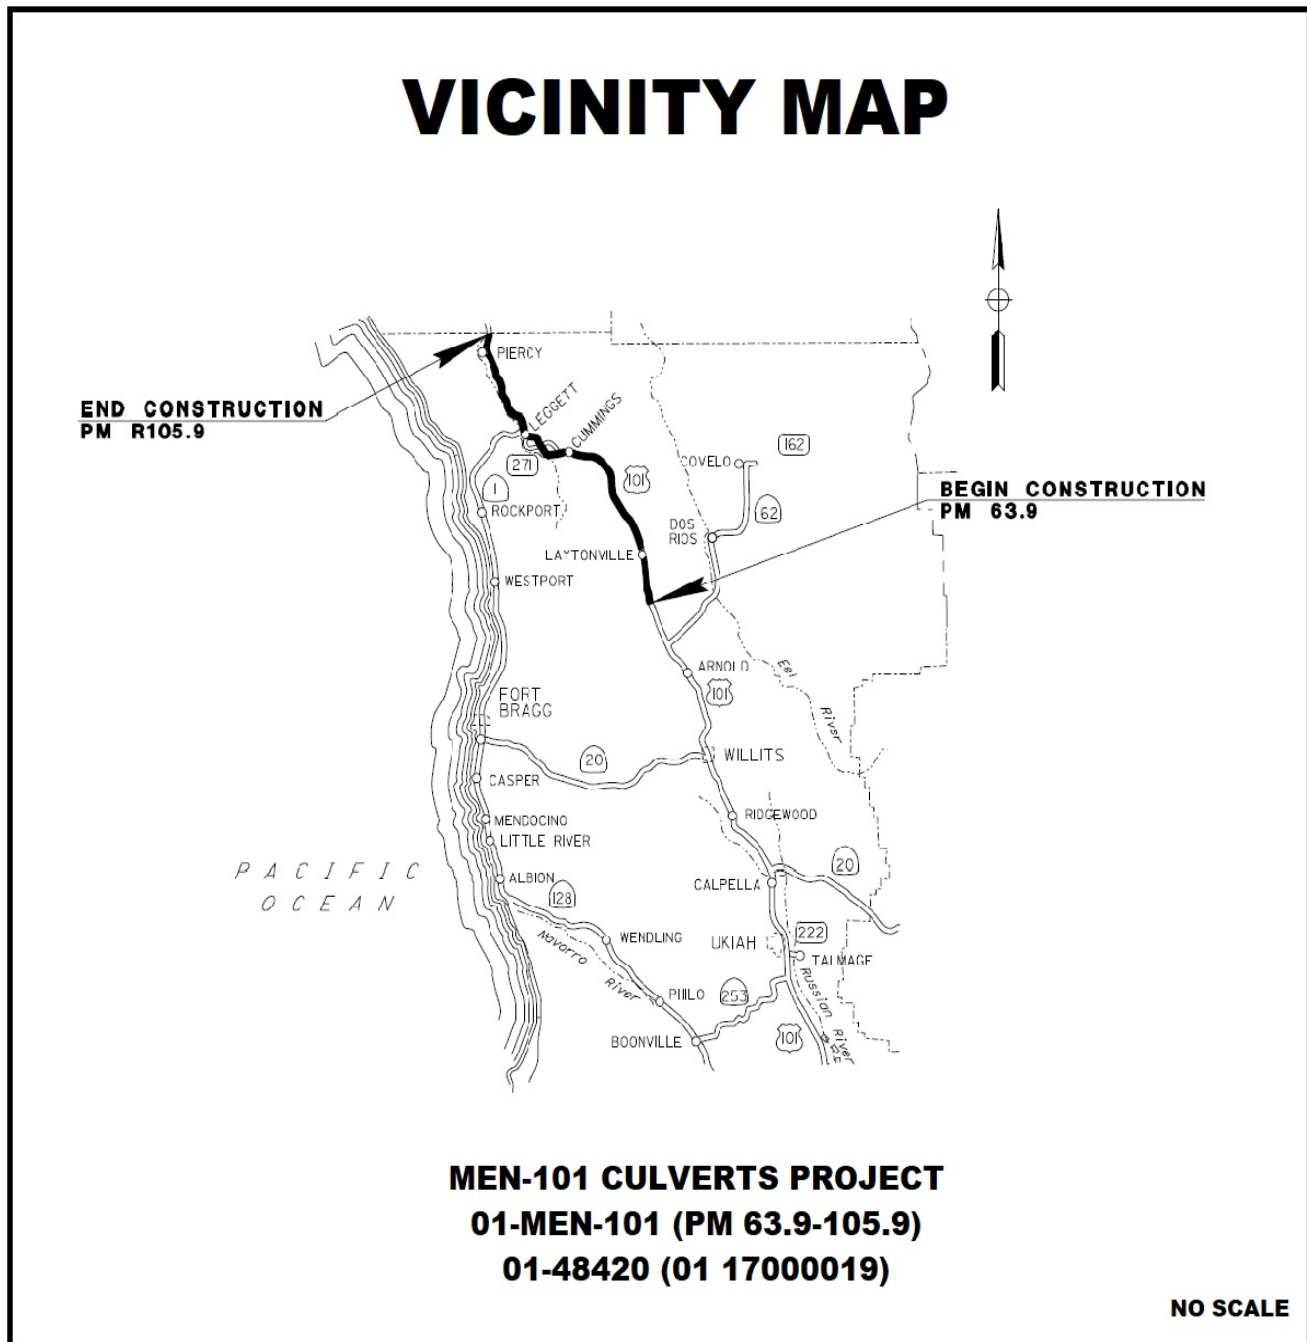 VICINITY MAP
PIERCY
END CONSTRUCTION
PM R105.9
LEGGETT
CUMMINGS
271
1
ROCKPORT
101
COVELO
162
BEGIN CONSTRUCTION
PM 63.9
62
DOS
RIOS
LAYTONVILLE
WESTPORT
ARNOLD
101
Eel
River
FORT
BRAGG
20
WILLITS
CASPER
MENDOCINO
LITTLE RIVER
RIDGEWOOD
PACIFIC
OCEAN
ALBION
128
CALPELLA
20
Navarro
River
WENDLING
UKIAH
222
TALMAGE
PHILO
253
Russian River
BOONVILLE
101
MEN-101 CULVERTS PROJECT
01-MEN-101 (PM 63.9-105.9)
01-48420 (01 17000019)
NO SCALE